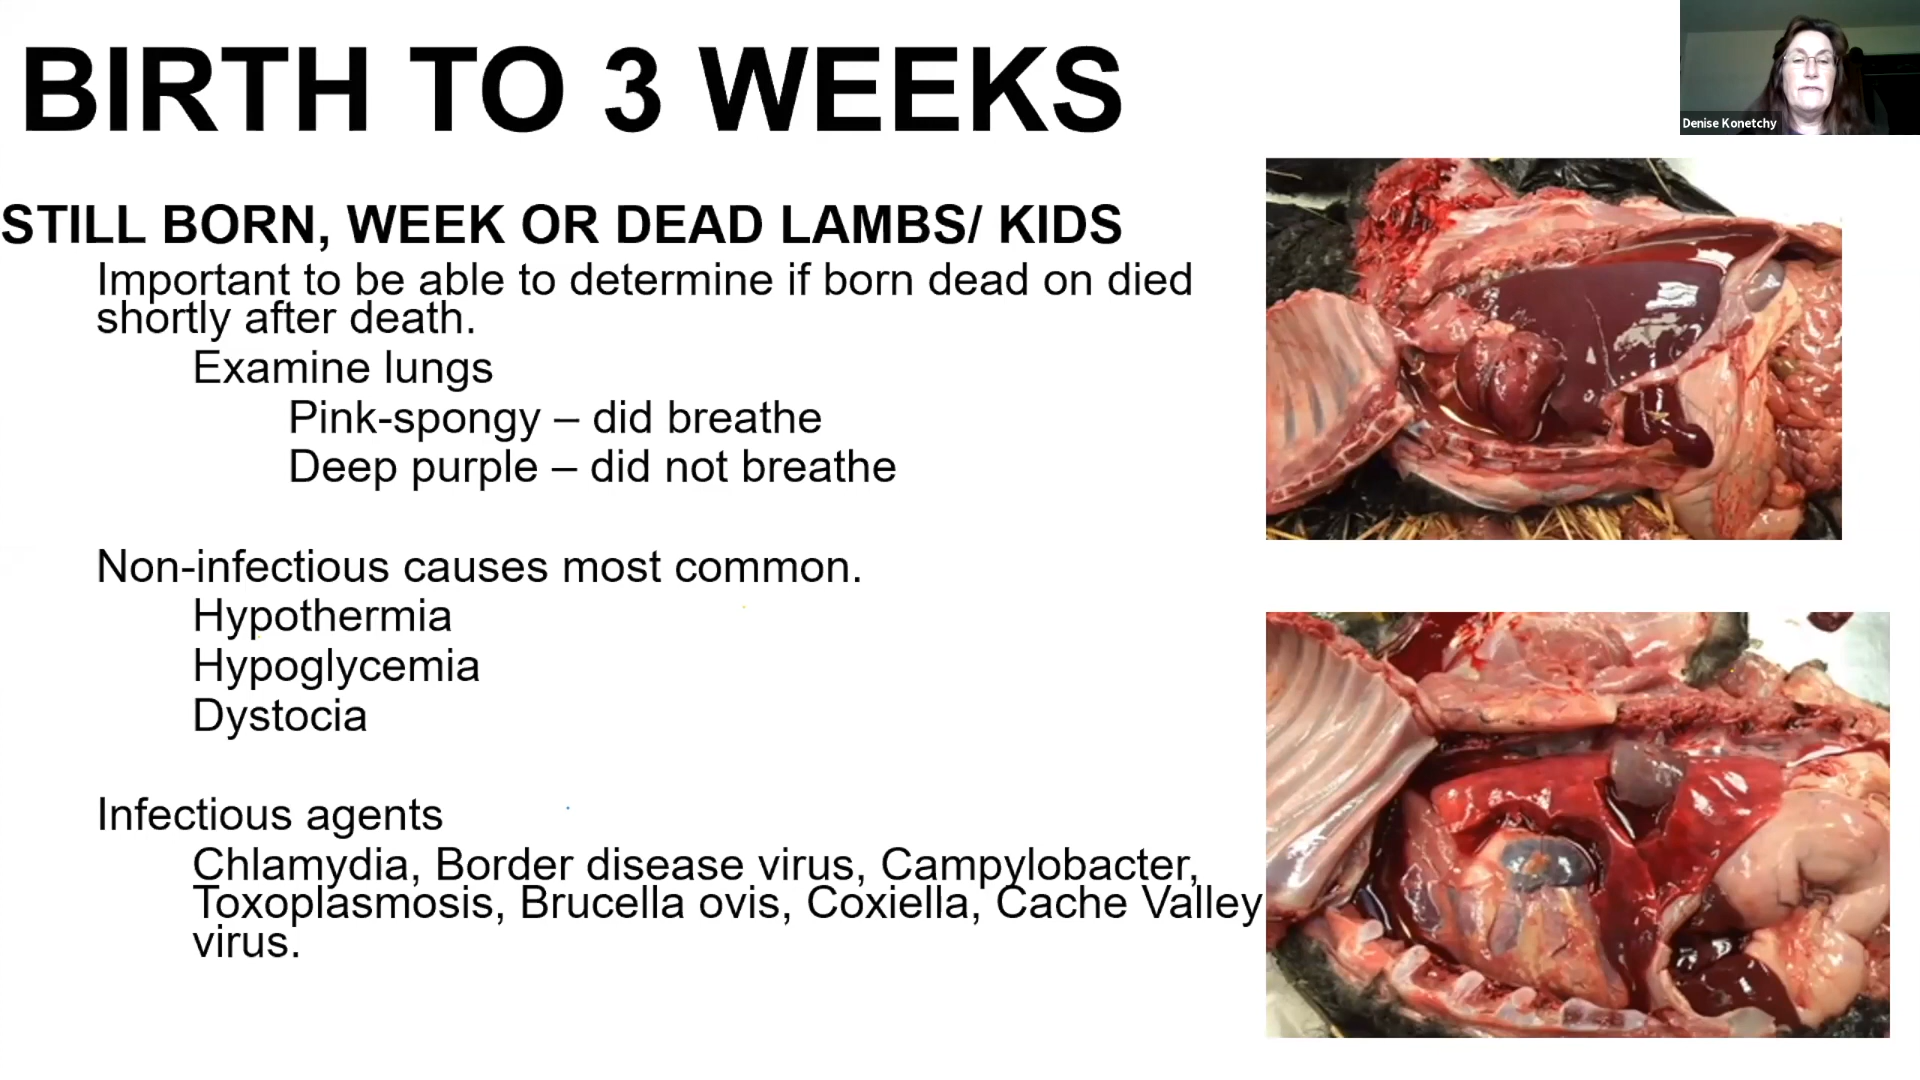 BIRTH TO 3 WEEKS
Denise Konetchy
STILL BORN, WEEK OR DEAD LAMBS/ KIDS
Important to be able to determine if born dead on died
shortly after death.
Examine lungs
Pink-spongy – did breathe
Deep purple – did not breathe
Non-infectious causes most common.
Hypothermia
Hypoglycemia
Dystocia
Infectious agents
Chlamydia, Border disease virus, Campylobacter,
Toxoplasmosis, Brucella ovis, Coxiella, Cache Valley
virus.